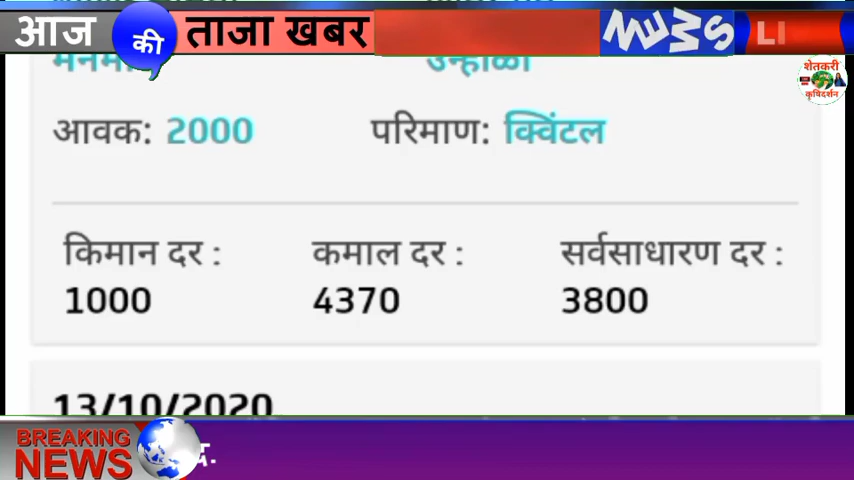 आज की ताजा खबर
NEWS LI
शेतकरी
कृषिदर्शन
उन्हाळी
आवक: 2000 परिमाण: क्विंटल
किमान दर : कमाल दर : सर्वसाधारण दर :
1000 4370 3800
13/10/2020
BREAKING
NEWS